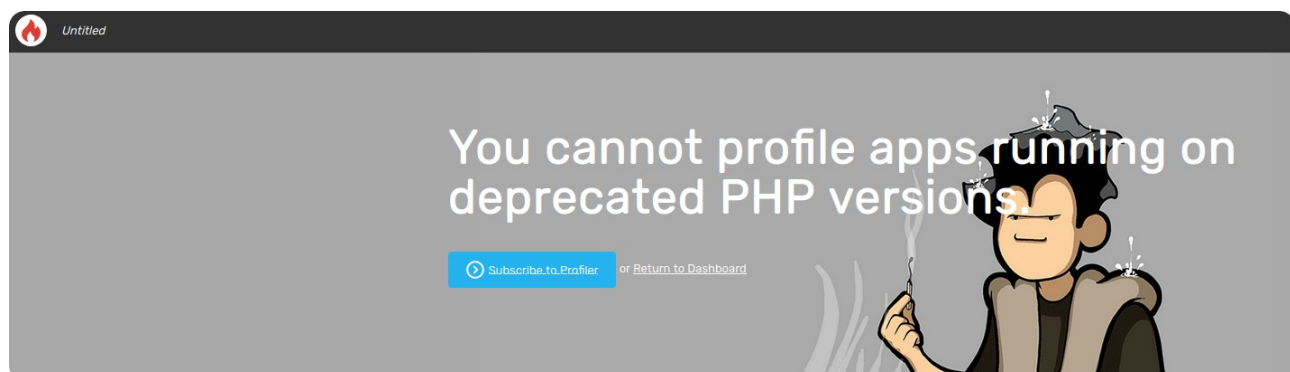 Untitled
You cannot profile apps running on
deprecated PHP versions.
Subscribe to Profiler or Return to Dashboard